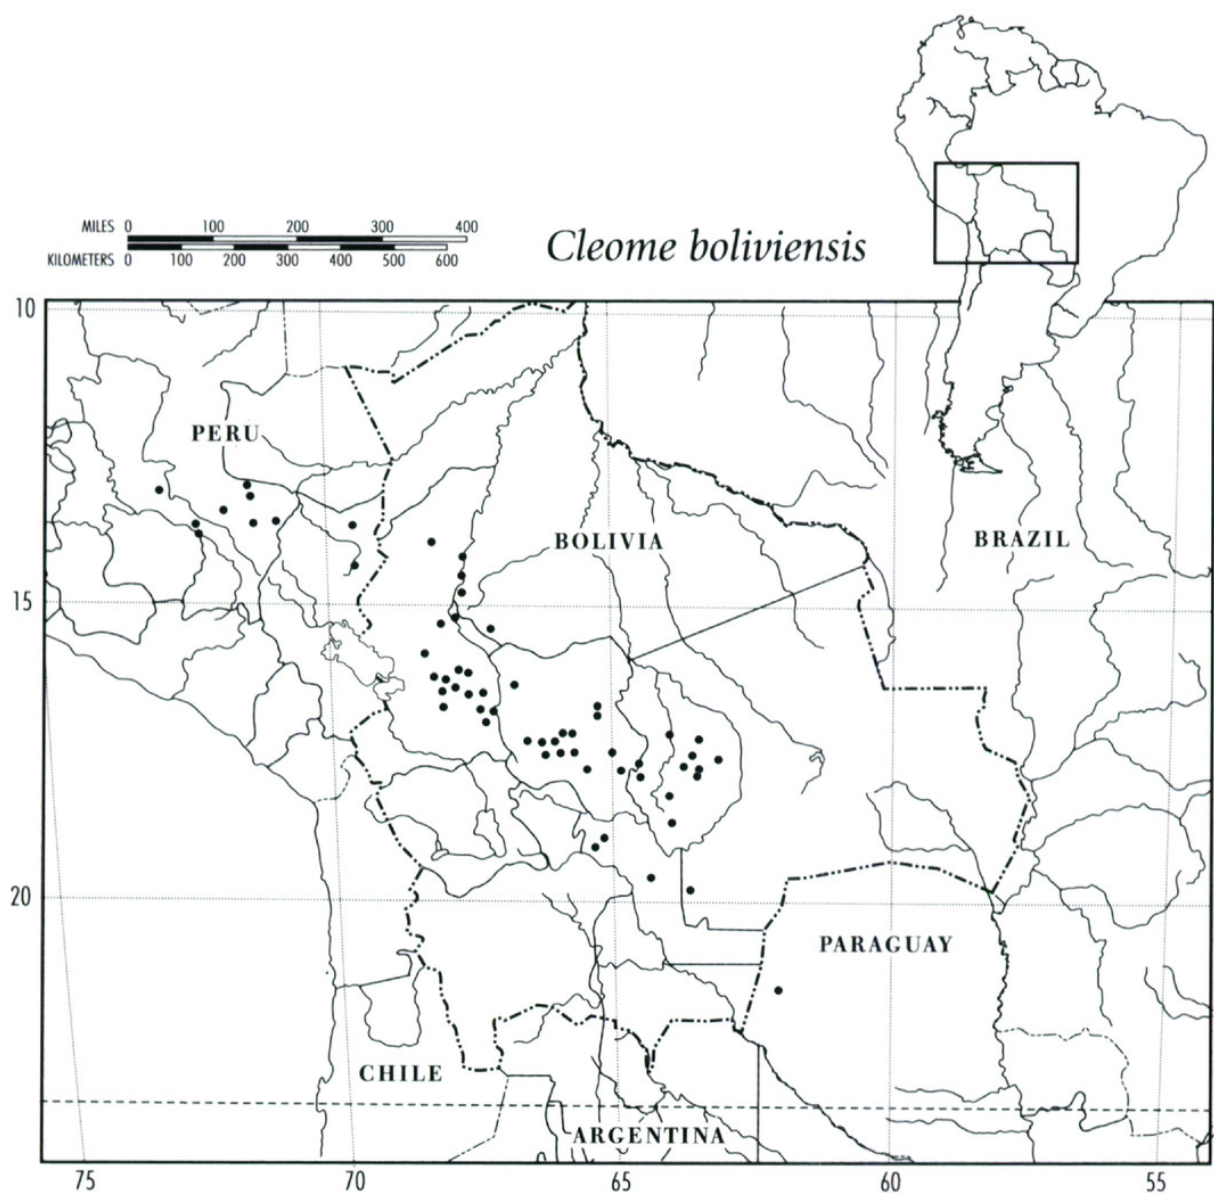 MILES 0 100 200 300 400
KILOMETERS 0 100 200 300 400 500 600
Cleome boliviensis
10
PERU
BOLIVIA
BRAZIL
15
20
PARAGUAY
CHILE
ARGENTINA
75 70 65 60 55